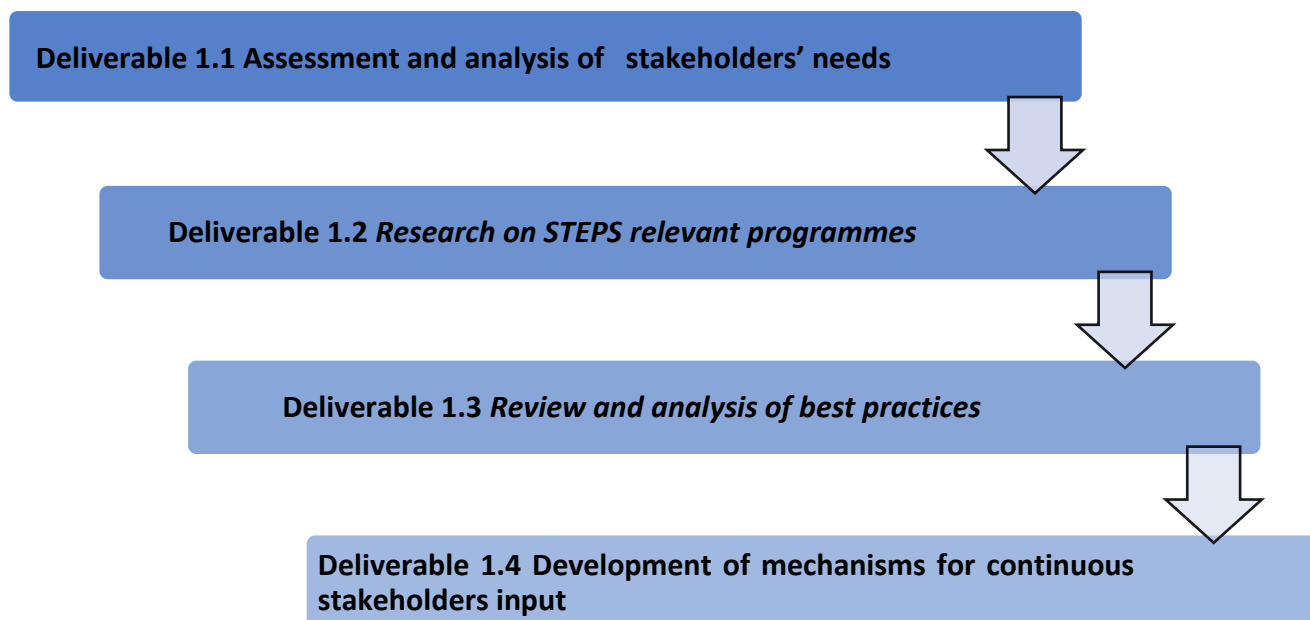 Deliverable 1.1 Assessment and analysis of stakeholders’ needs
Deliverable 1.2 Research on STEPS relevant programmes
Deliverable 1.3 Review and analysis of best practices
Deliverable 1.4 Development of mechanisms for continuous
stakeholders input